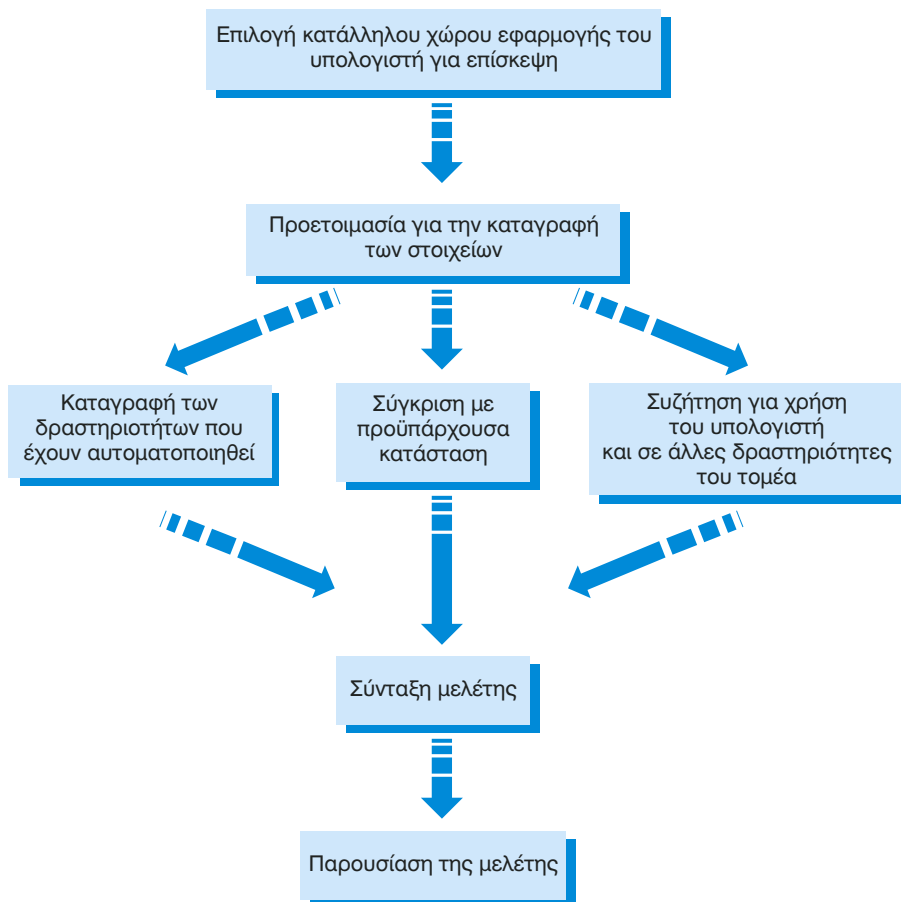 Επιλογή κατάλληλου χώρου εφαρμογής του
υπολογιστή για επίσκεψη
Προετοιμασία για την καταγραφή
των στοιχείων
Καταγραφή των
δραστηριοτήτων που
έχουν αυτοματοποιηθεί
Σύγκριση με
προϋπάρχουσα
κατάσταση
Συζήτηση για χρήση
του υπολογιστή
και σε άλλες δραστηριότητες
του τομέα
Σύνταξη μελέτης
Παρουσίαση της μελέτης